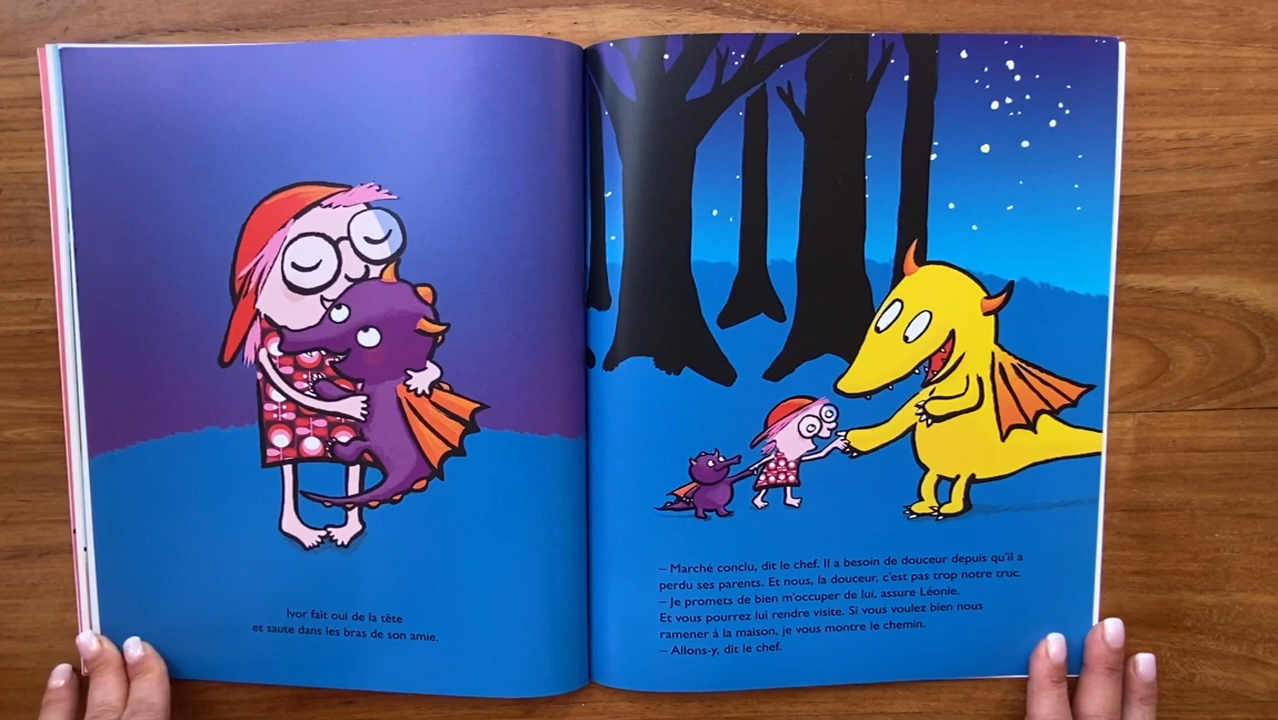 Ivor fait oui de la tête
et saute dans les bras de son amie.
– Marché conclu, dit le chef. Il a besoin de douceur depuis qu'il a
perdu ses parents. Et nous, la douceur, c'est pas trop notre truc.
– Je promets de bien m'occuper de lui, assure Léonie.
Et vous pourrez lui rendre visite. Si vous voulez bien nous
ramener à la maison, je vous montre le chemin.
– Allons-y, dit le chef.